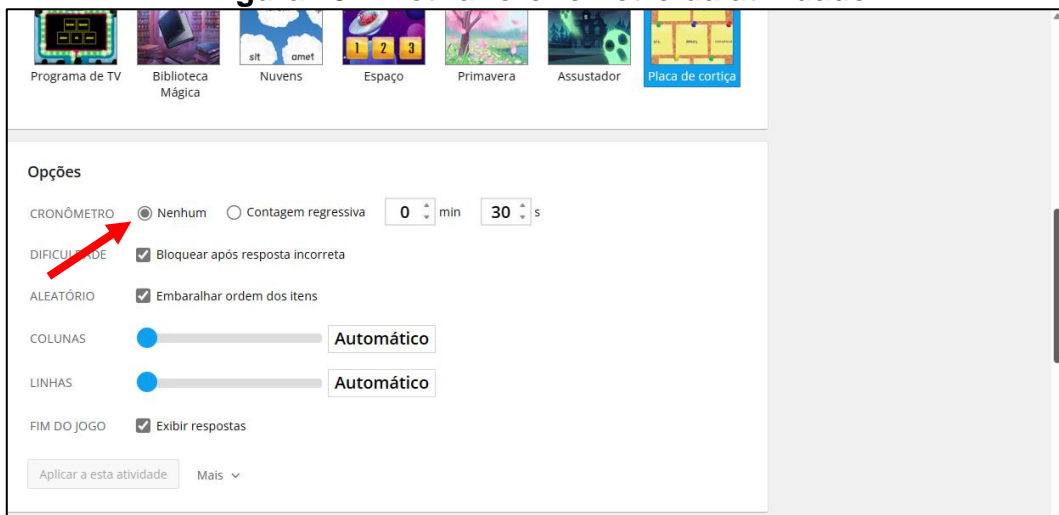 sit amet
1 2 3
Programa de TV Biblioteca Mágica Nuvens Espaço Primavera Assustador Placa de cortiça
Opções
CRONÔMETRO Nenhum Contagem regressiva 0 min 30 s
DIFICULDADE Bloquear após resposta incorreta
ALEATÓRIO Embaralhar ordem dos itens
COLUNAS Automático
LINHAS Automático
FIM DO JOGO Exibir respostas
Aplicar a esta atividade Mais